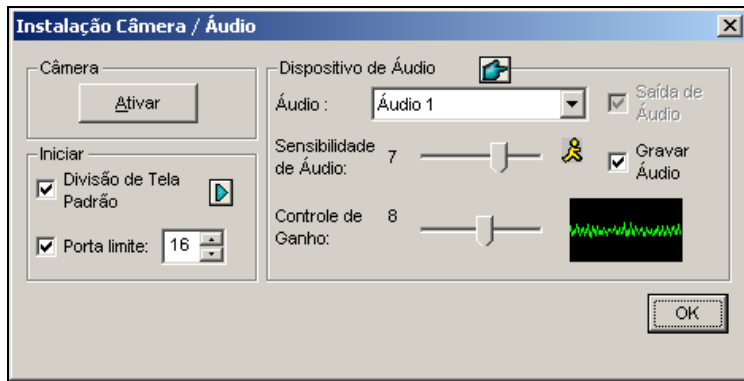 Instalação Câmera / Áudio
Câmera
Ativar
Iniciar
Divisão de Tela
Padrão
Porta limite: 16
Dispositivo de Áudio
Áudio : Áudio 1
Saída de
Áudio
Sensibilidade
de Áudio: 7
Gravar
Áudio
Controle de
Ganho: 8
OK